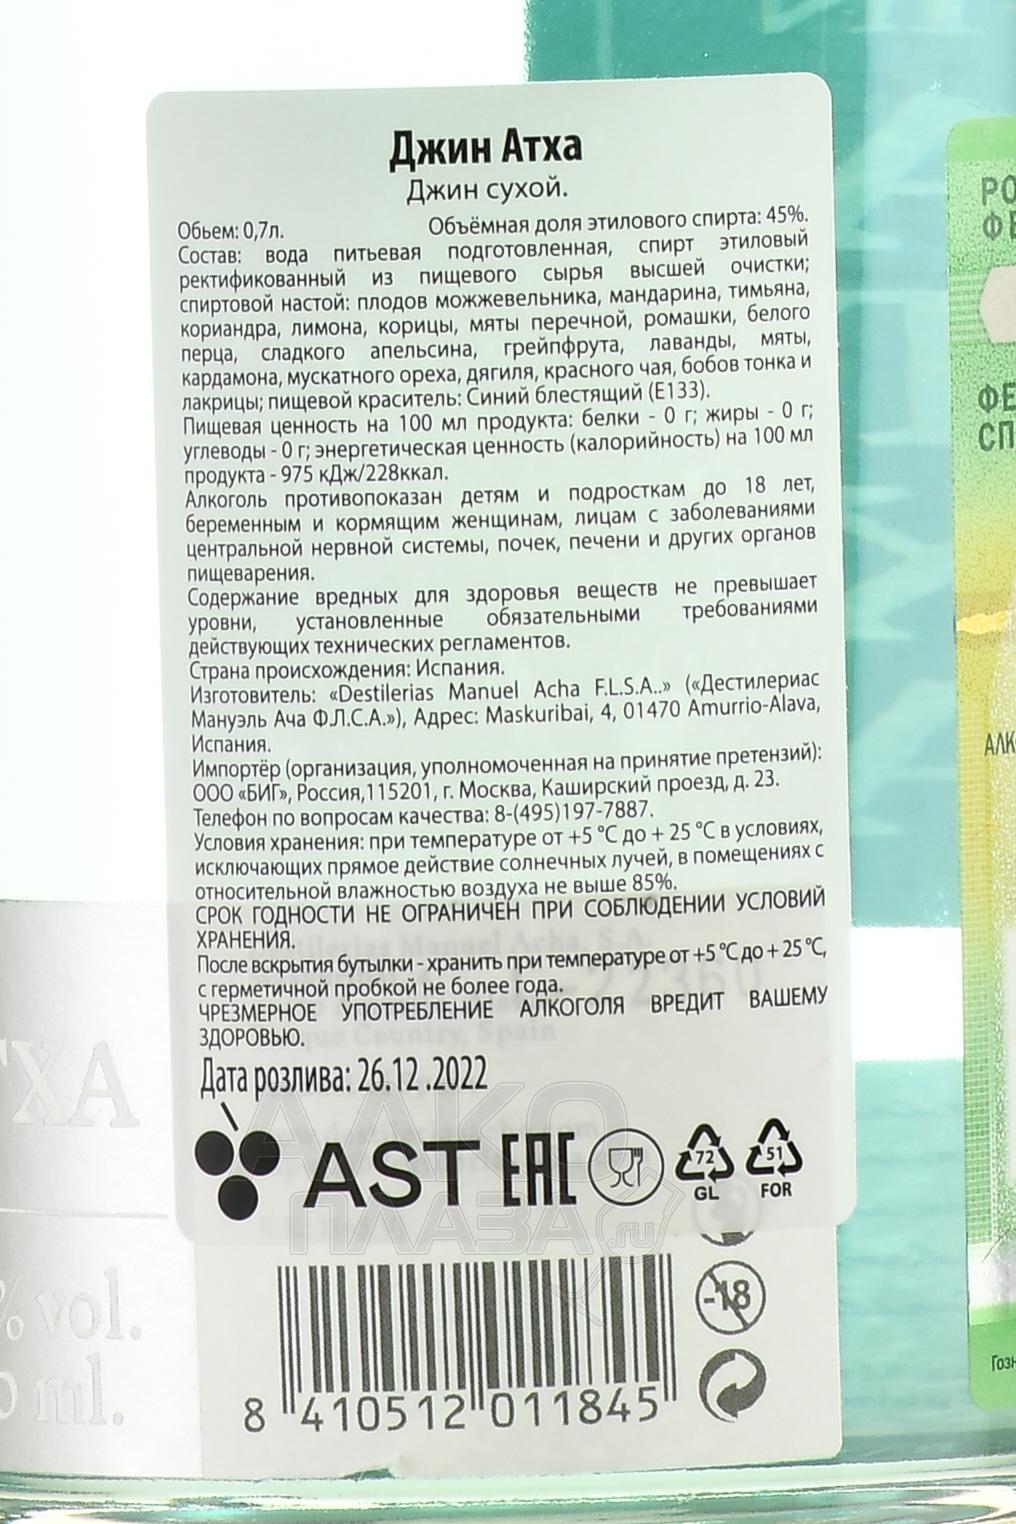 Джин Атха
Джин сухой.
Обьем: 0,7л. Объёмная доля этилового спирта: 45%.
Состав: вода питьевая подготовленная, спирт этиловый
ректификованный из пищевого сырья высшей очистки;
спиртовой настой: плодов можжевельника, мандарина, тимьяна,
кориандра, лимона, корицы, мяты перечной, ромашки, белого
перца, сладкого апельсина, грейпфрута, лаванды, мяты,
кардамона, мускатного ореха, дягиля, красного чая, бобов тонка и
лакрицы; пищевой краситель: Синий блестящий (Е133).
Пищевая ценность на 100 мл продукта: белки - 0 г; жиры - 0 г;
углеводы - 0 г; энергетическая ценность (калорийность) на 100 мл
продукта - 975 кДж/228ккал.
Алкоголь противопоказан детям и подросткам до 18 лет,
беременным и кормящим женщинам, лицам с заболеваниями
центральной нервной системы, почек, печени и других органов
пищеварения.
Содержание вредных для здоровья веществ не превышает
уровни, установленные обязательными требованиями
действующих технических регламентов.
Страна происхождения: Испания.
Изготовитель: «Destilerias Manuel Acha F.L.S.A..» («Дестилериас
Мануэль Ача Ф.Л.С.А.»), Адрес: Maskuribai, 4, 01470 Amurrio-Alava,
Испания.
Импортёр (организация, уполномоченная на принятие претензий):
ООО «БИГ», Россия,115201, г. Москва, Каширский проезд, д. 23.
Телефон по вопросам качества: 8-(495)197-7887.
Условия хранения: при температуре от +5 °С до + 25 °С в условиях,
исключающих прямое действие солнечных лучей, в помещениях с
относительной влажностью воздуха не выше 85%.
СРОК ГОДНОСТИ НЕ ОГРАНИЧЕН ПРИ СОБЛЮДЕНИИ УСЛОВИЙ
ХРАНЕНИЯ.
После вскрытия бутылки - хранить при температуре от +5 °С до + 25 °С,
с герметичной пробкой не более года.
ЧРЕЗМЕРНОЕ УПОТРЕБЛЕНИЕ АЛКОГОЛЯ ВРЕДИТ ВАШЕМУ
ЗДОРОВЬЮ.
Дата розлива: 26.12 .2022
AST EAC 72 GL 51 FOR
АЛКО
ПЛАЗА.ru
-18
8 410512 011845
TXA
% vol.
0 ml.
РО
ФЕ
ФЕ
СП
АЛК
Гозн